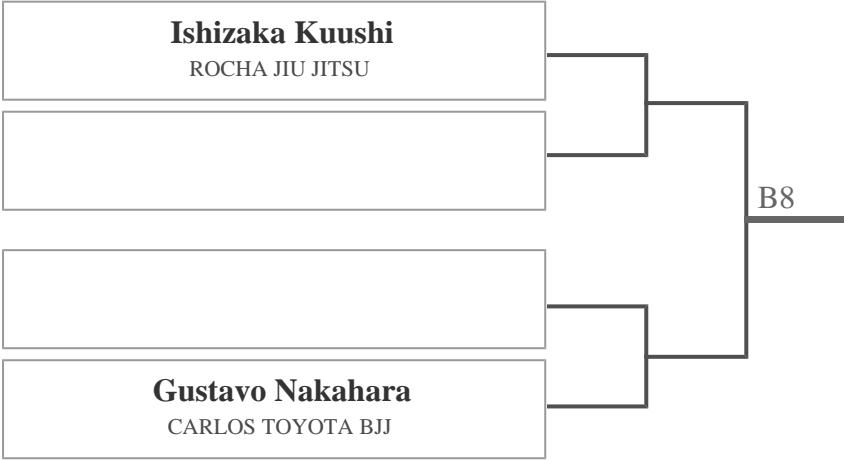 Ishizaka Kuushi
ROCHA JIU JITSU
B8
Gustavo Nakahara
CARLOS TOYOTA BJJ